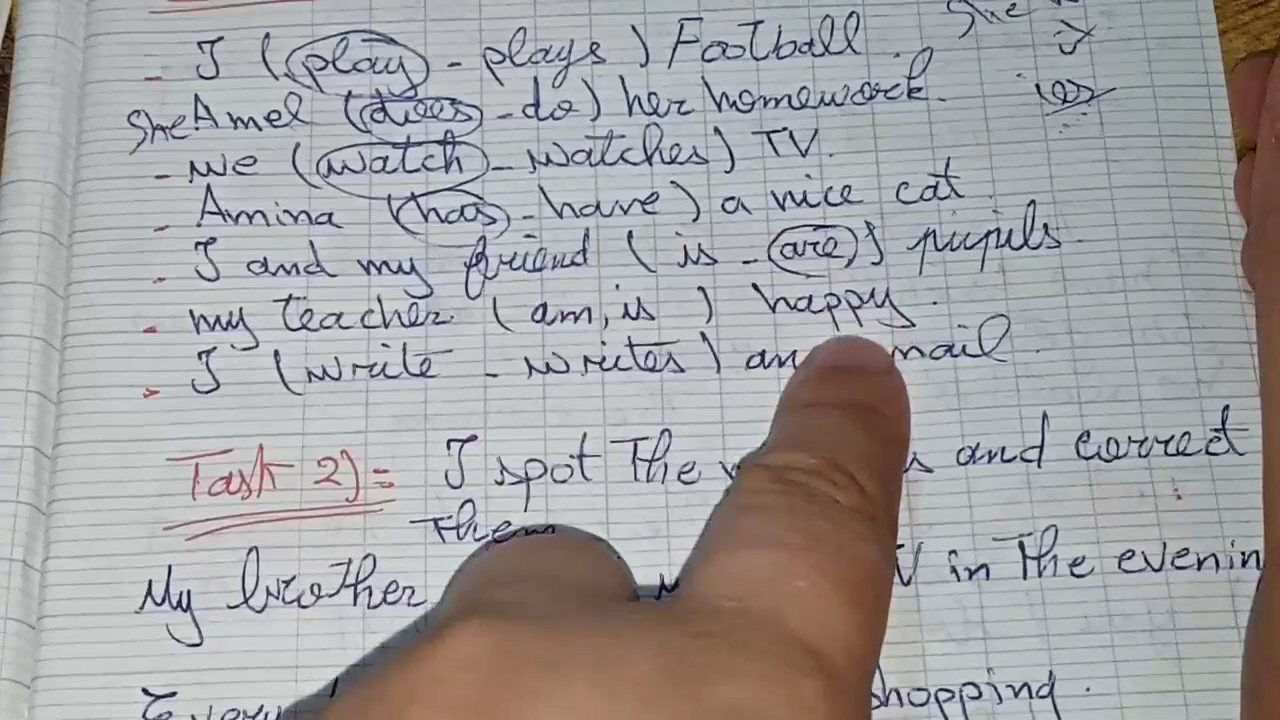 - I (play - plays) Football. She
She Amel (does - do) her homework.
- we (watch - watches) TV.
- Amina (has - have) a nice cat.
- I and my friend (is - are) pupils
- my teacher (am, is) happy.
- I (write - writes) an mail.
Task 2) = I spot The and correct
Them
My brother in The evenin
shopping.